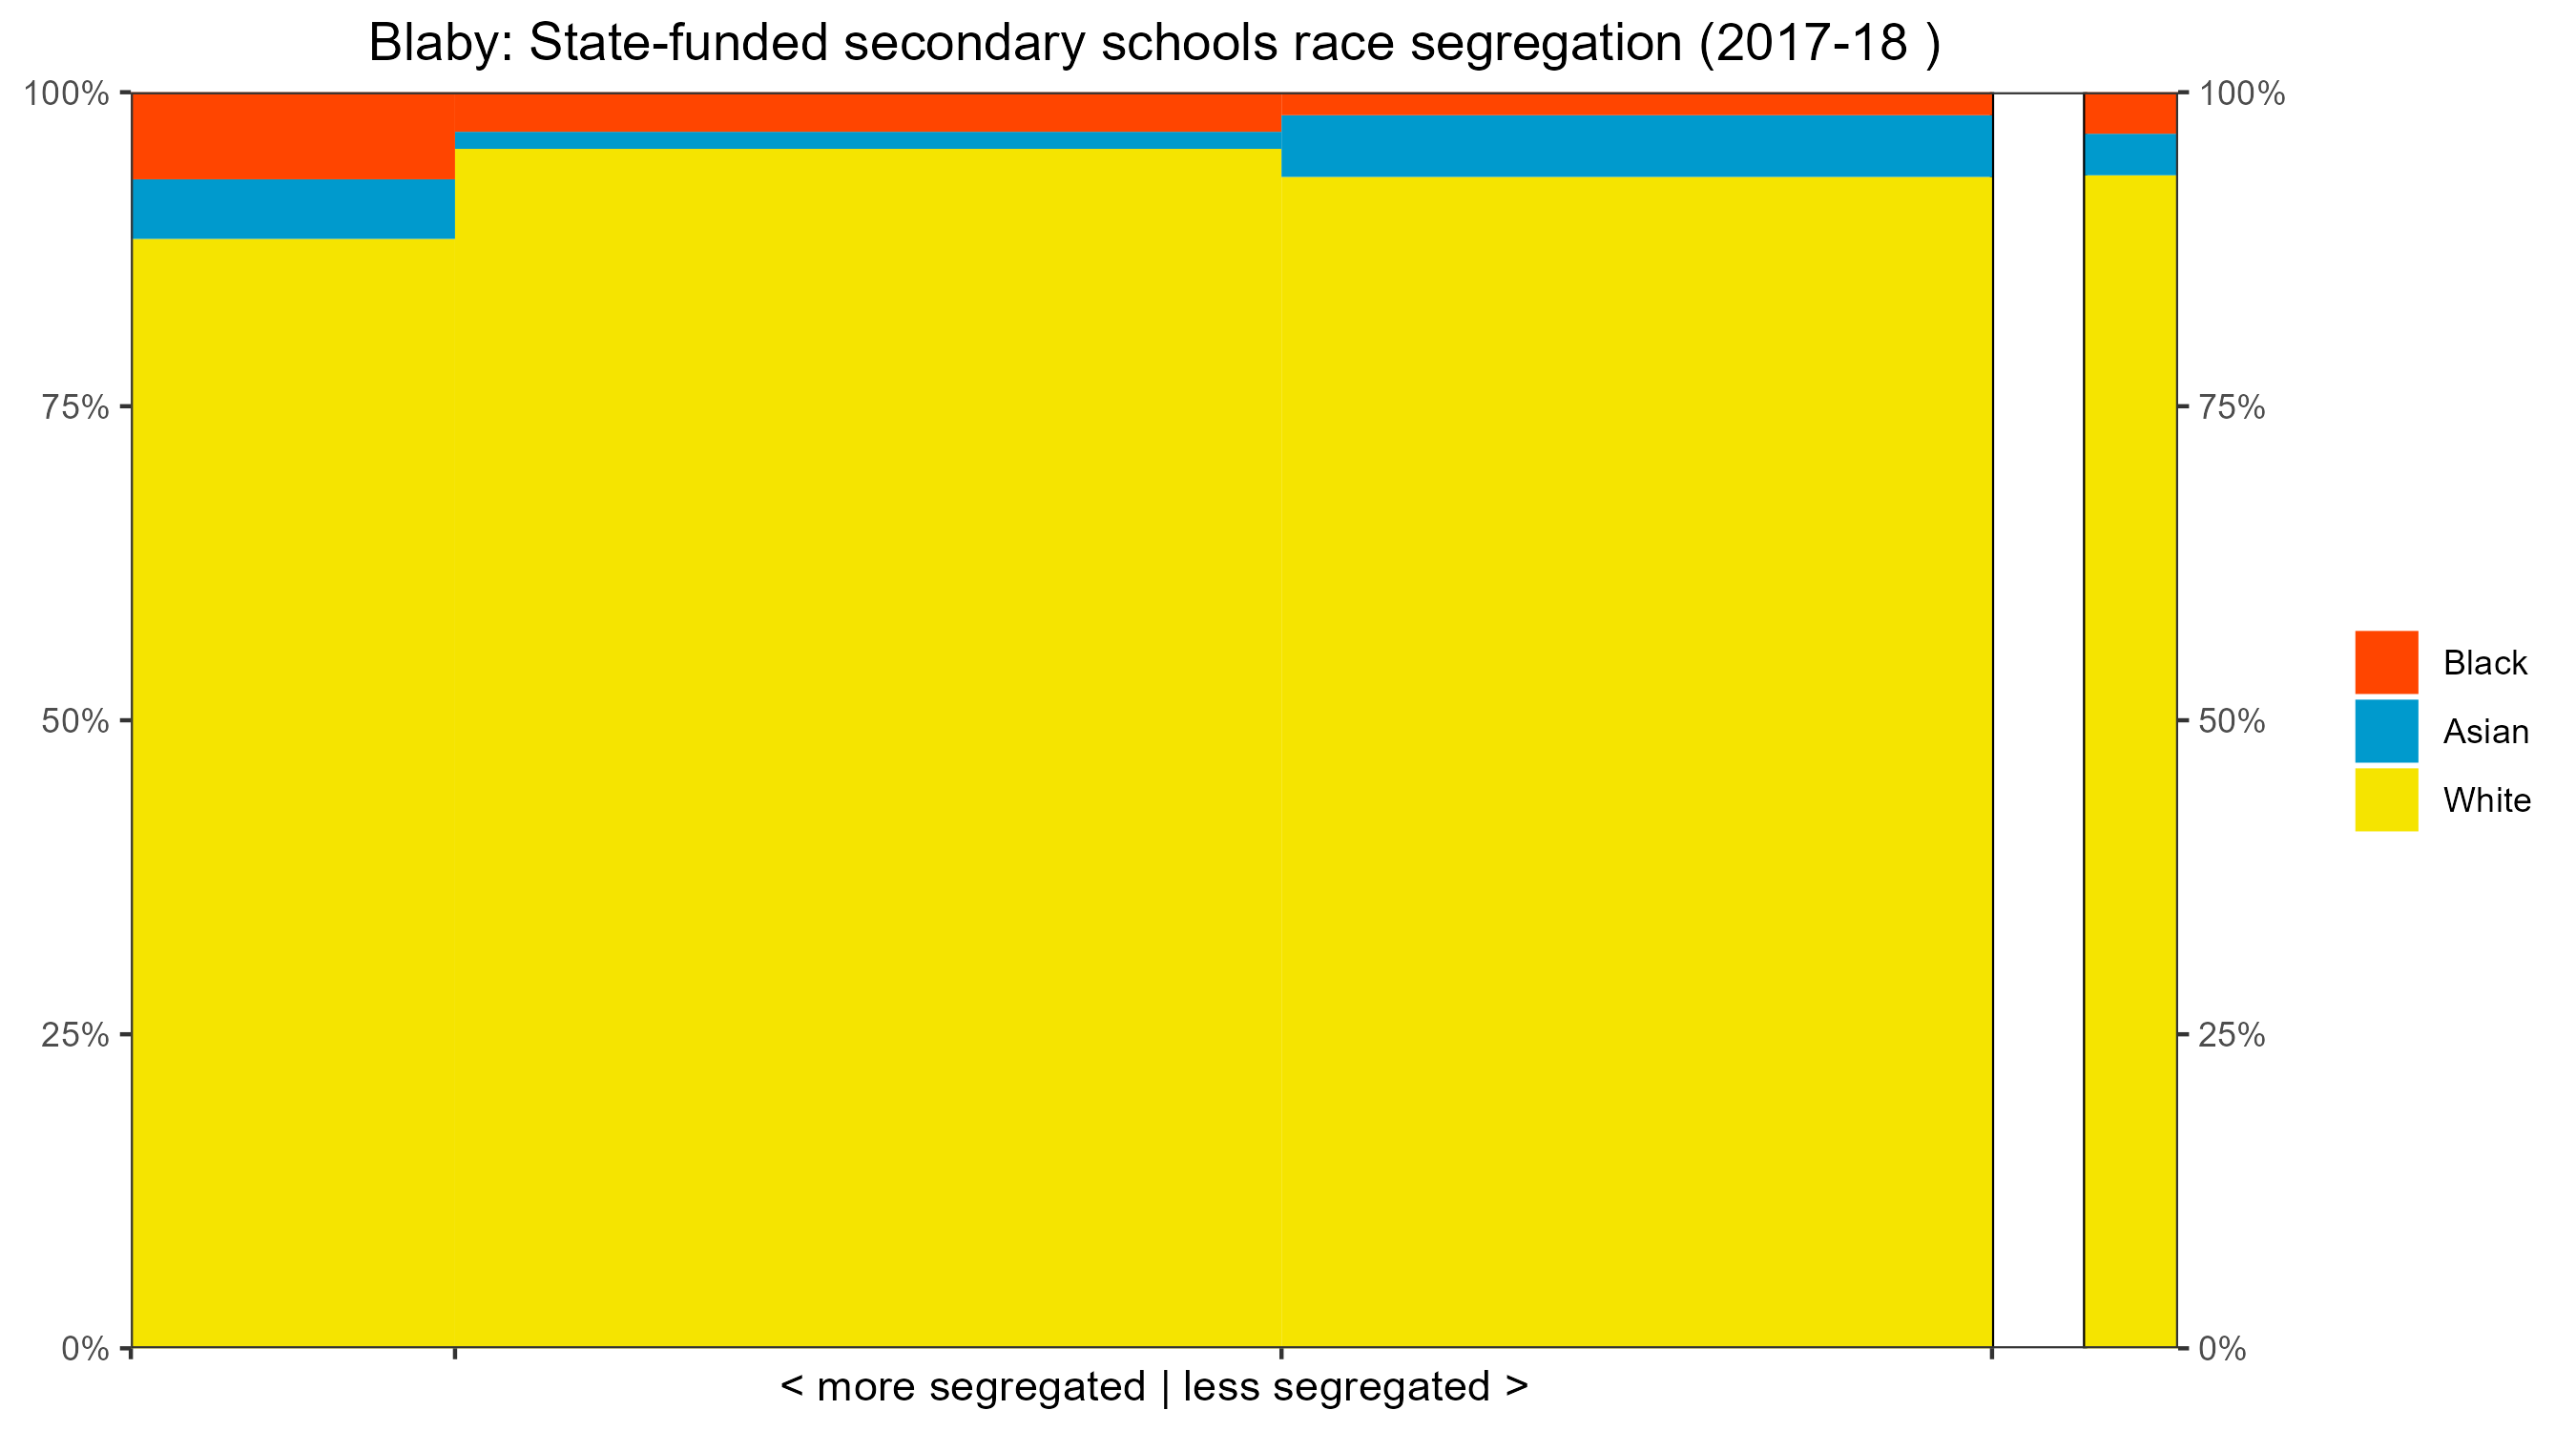 Blaby: State-funded secondary schools race segregation (2017-18 )
100%
75%
50%
25%
0%
100%
75%
50%
25%
0%
Black
Asian
White
< more segregated | less segregated >